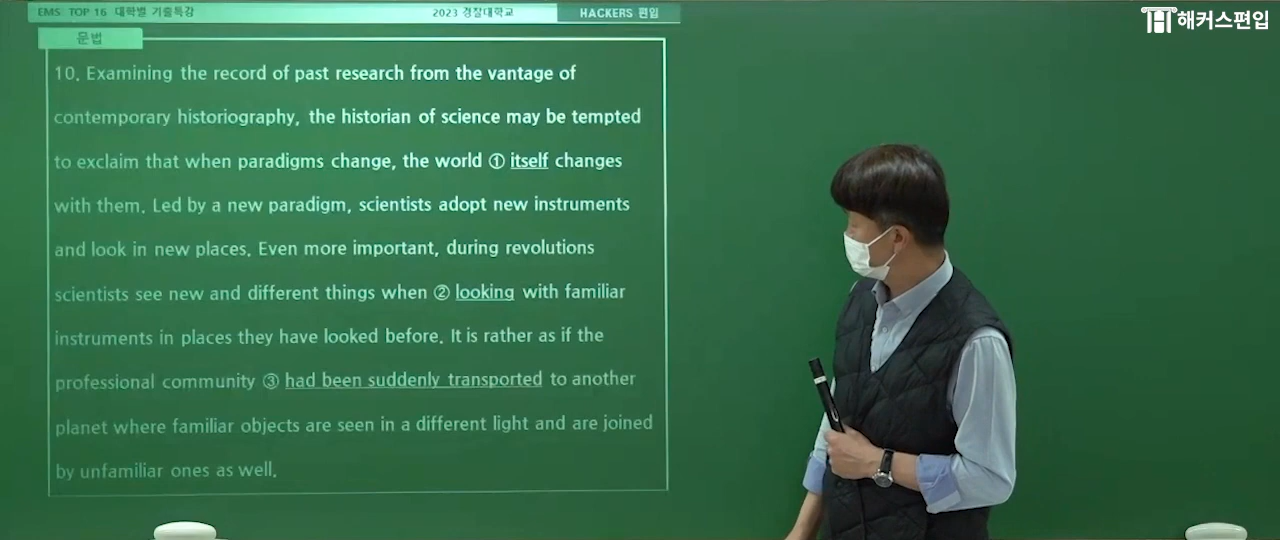 EMS TOP 16 대학별 기출특강
2023 경찰대학교
HACKERS 편입
해커스편입
문법
10. Examining the record of past research from the vantage of
contemporary historiography, the historian of science may be tempted
to exclaim that when paradigms change, the world ① itself changes
with them. Led by a new paradigm, scientists adopt new instruments
and look in new places. Even more important, during revolutions
scientists see new and different things when ② looking with familiar
instruments in places they have looked before. It is rather as if the
professional community ③ had been suddenly transported to another
planet where familiar objects are seen in a different light and are joined
by unfamiliar ones as well.